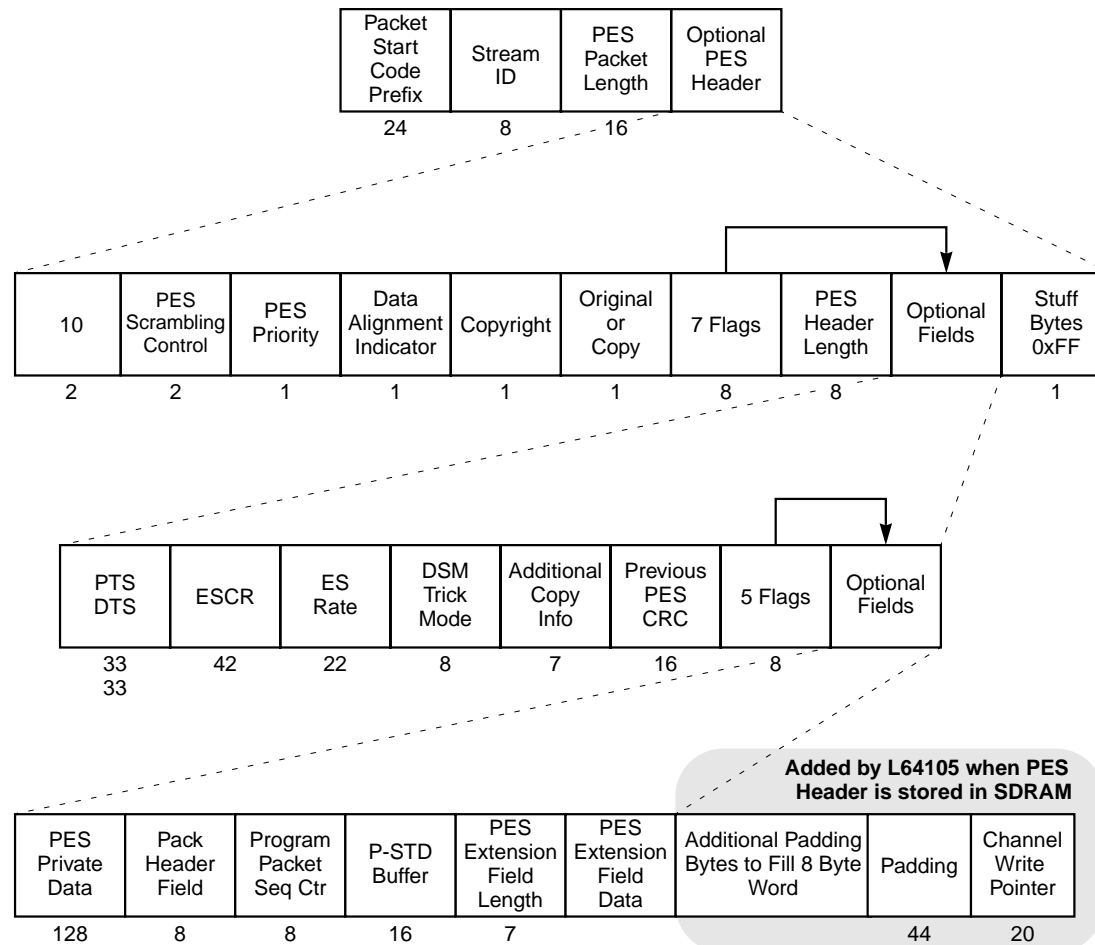 Packet Start Code Prefix
Stream ID
PES Packet Length
Optional PES Header
24 8 16
10
PES Scrambling Control
PES Priority
Data Alignment Indicator
Copyright
Original or Copy
7 Flags
PES Header Length
Optional Fields
Stuff Bytes 0xFF
2 2 1 1 1 1 8 8 1
PTS DTS
ESCR
ES Rate
DSM Trick Mode
Additional Copy Info
Previous PES CRC
5 Flags
Optional Fields
33 42 22 8 7 16 8
33
Added by L64105 when PES
Header is stored in SDRAM
PES Private Data
Pack Header Field
Program Packet Seq Ctr
P-STD Buffer
PES Extension Field Length
PES Extension Field Data
Additional Padding Bytes to Fill 8 Byte Word
Padding
Channel Write Pointer
128 8 8 16 7 44 20